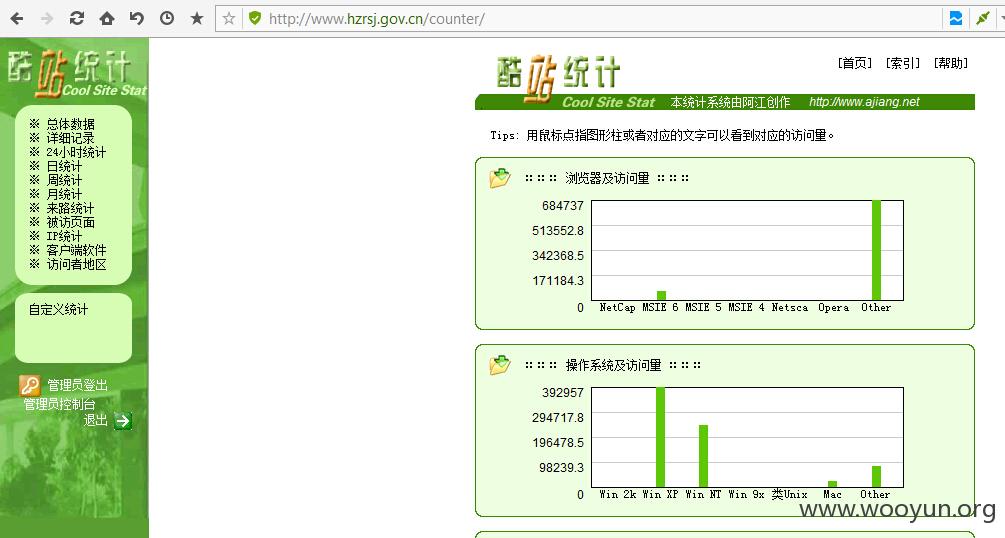 http://www.hzrsj.gov.cn/counter/
酷站统计
Cool Site Stat
※ 总体数据
※ 详细记录
※ 24小时统计
※ 日统计
※ 周统计
※ 月统计
※ 来路统计
※ 被访页面
※ IP统计
※ 客户端软件
※ 访问者地区
自定义统计
管理员登出
管理员控制台
退出
酷站统计
Cool Site Stat
[首页] [索引] [帮助]
本统计系统由阿江创作 http://www.ajiang.net
Tips: 用鼠标点指图形柱或者对应的文字可以看到对应的访问量。
:::: 浏览器及访问量 ::::
684737
513552.8
342368.5
171184.3
0
NetCap MSIE 6 MSIE 5 MSIE 4 Netsca Opera Other
:::: 操作系统及访问量 ::::
392957
294717.8
196478.5
98239.3
0
Win 2k Win XP Win NT Win 9x 类Unix Mac Other
www.wooyun.org